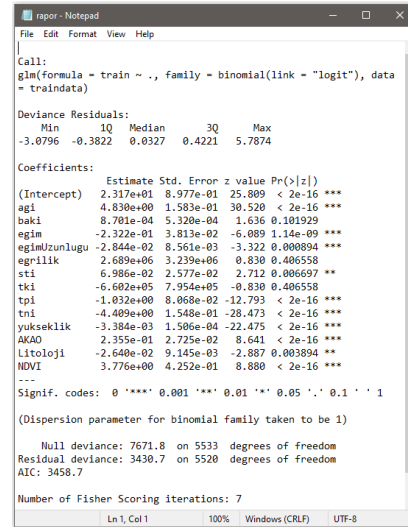 rapor - Notepad
File Edit Format View Help
Call:
glm(formula = train ~ ., family = binomial(link = "logit"), data
= traindata)
Deviance Residuals:
Min 1Q Median 3Q Max
-3.0796 -0.3822 0.0327 0.4221 5.7874
Coefficients:
Estimate Std. Error z value Pr(>|z|)
(Intercept) 2.317e+01 8.977e-01 25.809 < 2e-16 ***
agi 4.830e+00 1.583e-01 30.520 < 2e-16 ***
baki 8.701e-04 5.320e-04 1.636 0.101929
egim -2.322e-01 3.813e-02 -6.089 1.14e-09 ***
egimUzunlugu -2.844e-02 8.561e-03 -3.322 0.000894 ***
egrilik 2.689e+06 3.239e+06 0.830 0.406558
sti 6.986e-02 2.577e-02 2.712 0.006697 **
tki -6.602e+05 7.954e+05 -0.830 0.406558
tpi -1.032e+00 8.068e-02 -12.793 < 2e-16 ***
tni -4.409e+00 1.548e-01 -28.473 < 2e-16 ***
yukseklik -3.384e-03 1.506e-04 -22.475 < 2e-16 ***
AKAO 2.355e-01 2.725e-02 8.641 < 2e-16 ***
Litoloji -2.640e-02 9.145e-03 -2.887 0.003894 **
NDVI 3.776e+00 4.252e-01 8.880 < 2e-16 ***
---
Signif. codes: 0 '***' 0.001 '**' 0.01 '*' 0.05 '.' 0.1 ' ' 1
(Dispersion parameter for binomial family taken to be 1)
Null deviance: 7671.8 on 5533 degrees of freedom
Residual deviance: 3430.7 on 5520 degrees of freedom
AIC: 3458.7
Number of Fisher Scoring iterations: 7
Ln 1, Col 1 100% Windows (CRLF) UTF-8